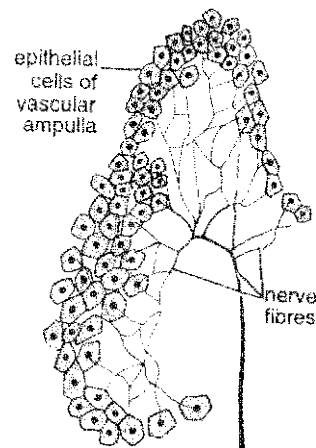 epithelial
cells of
vascular
ampulla
nerve
fibres